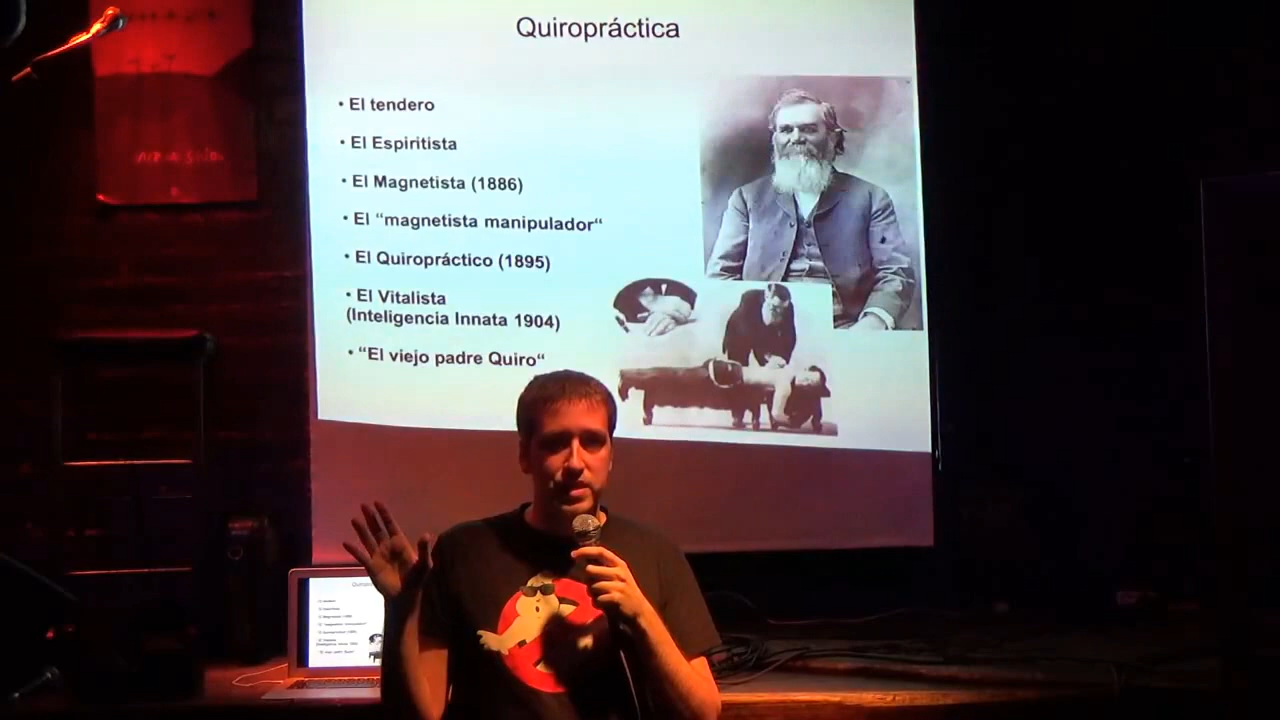 Quiropráctica
• El tendero
• El Espiritista
• El Magnetista (1886)
• El “magnetista manipulador“
• El Quiropráctico (1895)
• El Vitalista
(Inteligencia Innata 1904)
• “El viejo padre Quiro“